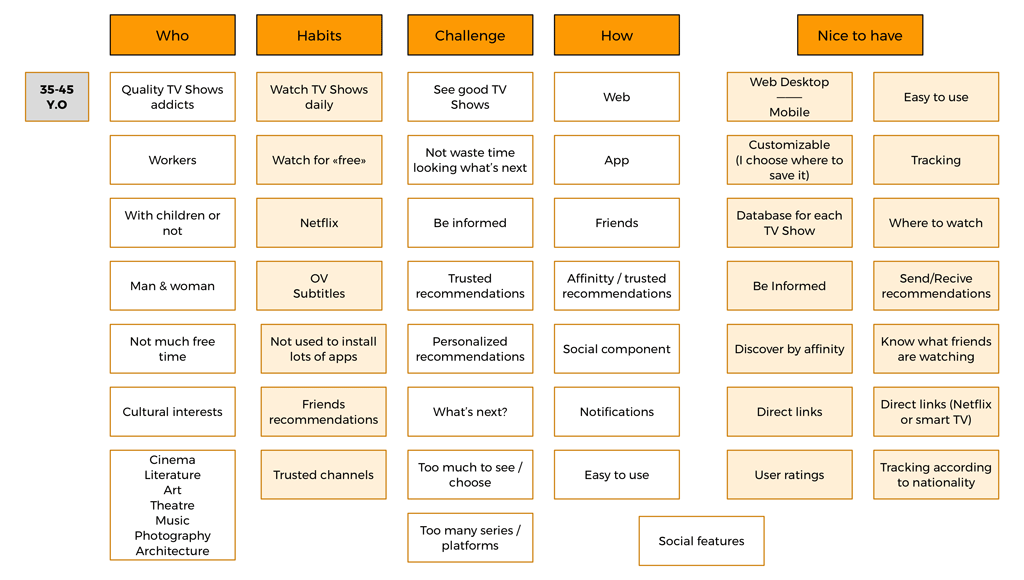 Who
Habits
Challenge
How
Nice to have
35-45
Y.O
Quality TV Shows
addicts
Workers
With children or
not
Man & woman
Not much free
time
Cultural interests
Cinema
Literature
Art
Theatre
Music
Photography
Architecture
Watch TV Shows
daily
Watch for «free»
Netflix
OV
Subtitles
Not used to install
lots of apps
Friends
recommendations
Trusted channels
See good TV
Shows
Not waste time
looking what's next
Be informed
Trusted
recommendations
Personalized
recommendations
What's next?
Too much to see /
choose
Too many series /
platforms
Web
App
Friends
Affinitty / trusted
recommendations
Social component
Notifications
Easy to use
Social features
Web Desktop
Mobile
Customizable
(I choose where to
save it)
Database for each
TV Show
Be Informed
Discover by affinity
Direct links
User ratings
Easy to use
Tracking
Where to watch
Send/Recive
recommendations
Know what friends
are watching
Direct links (Netflix
or smart TV)
Tracking according
to nationality